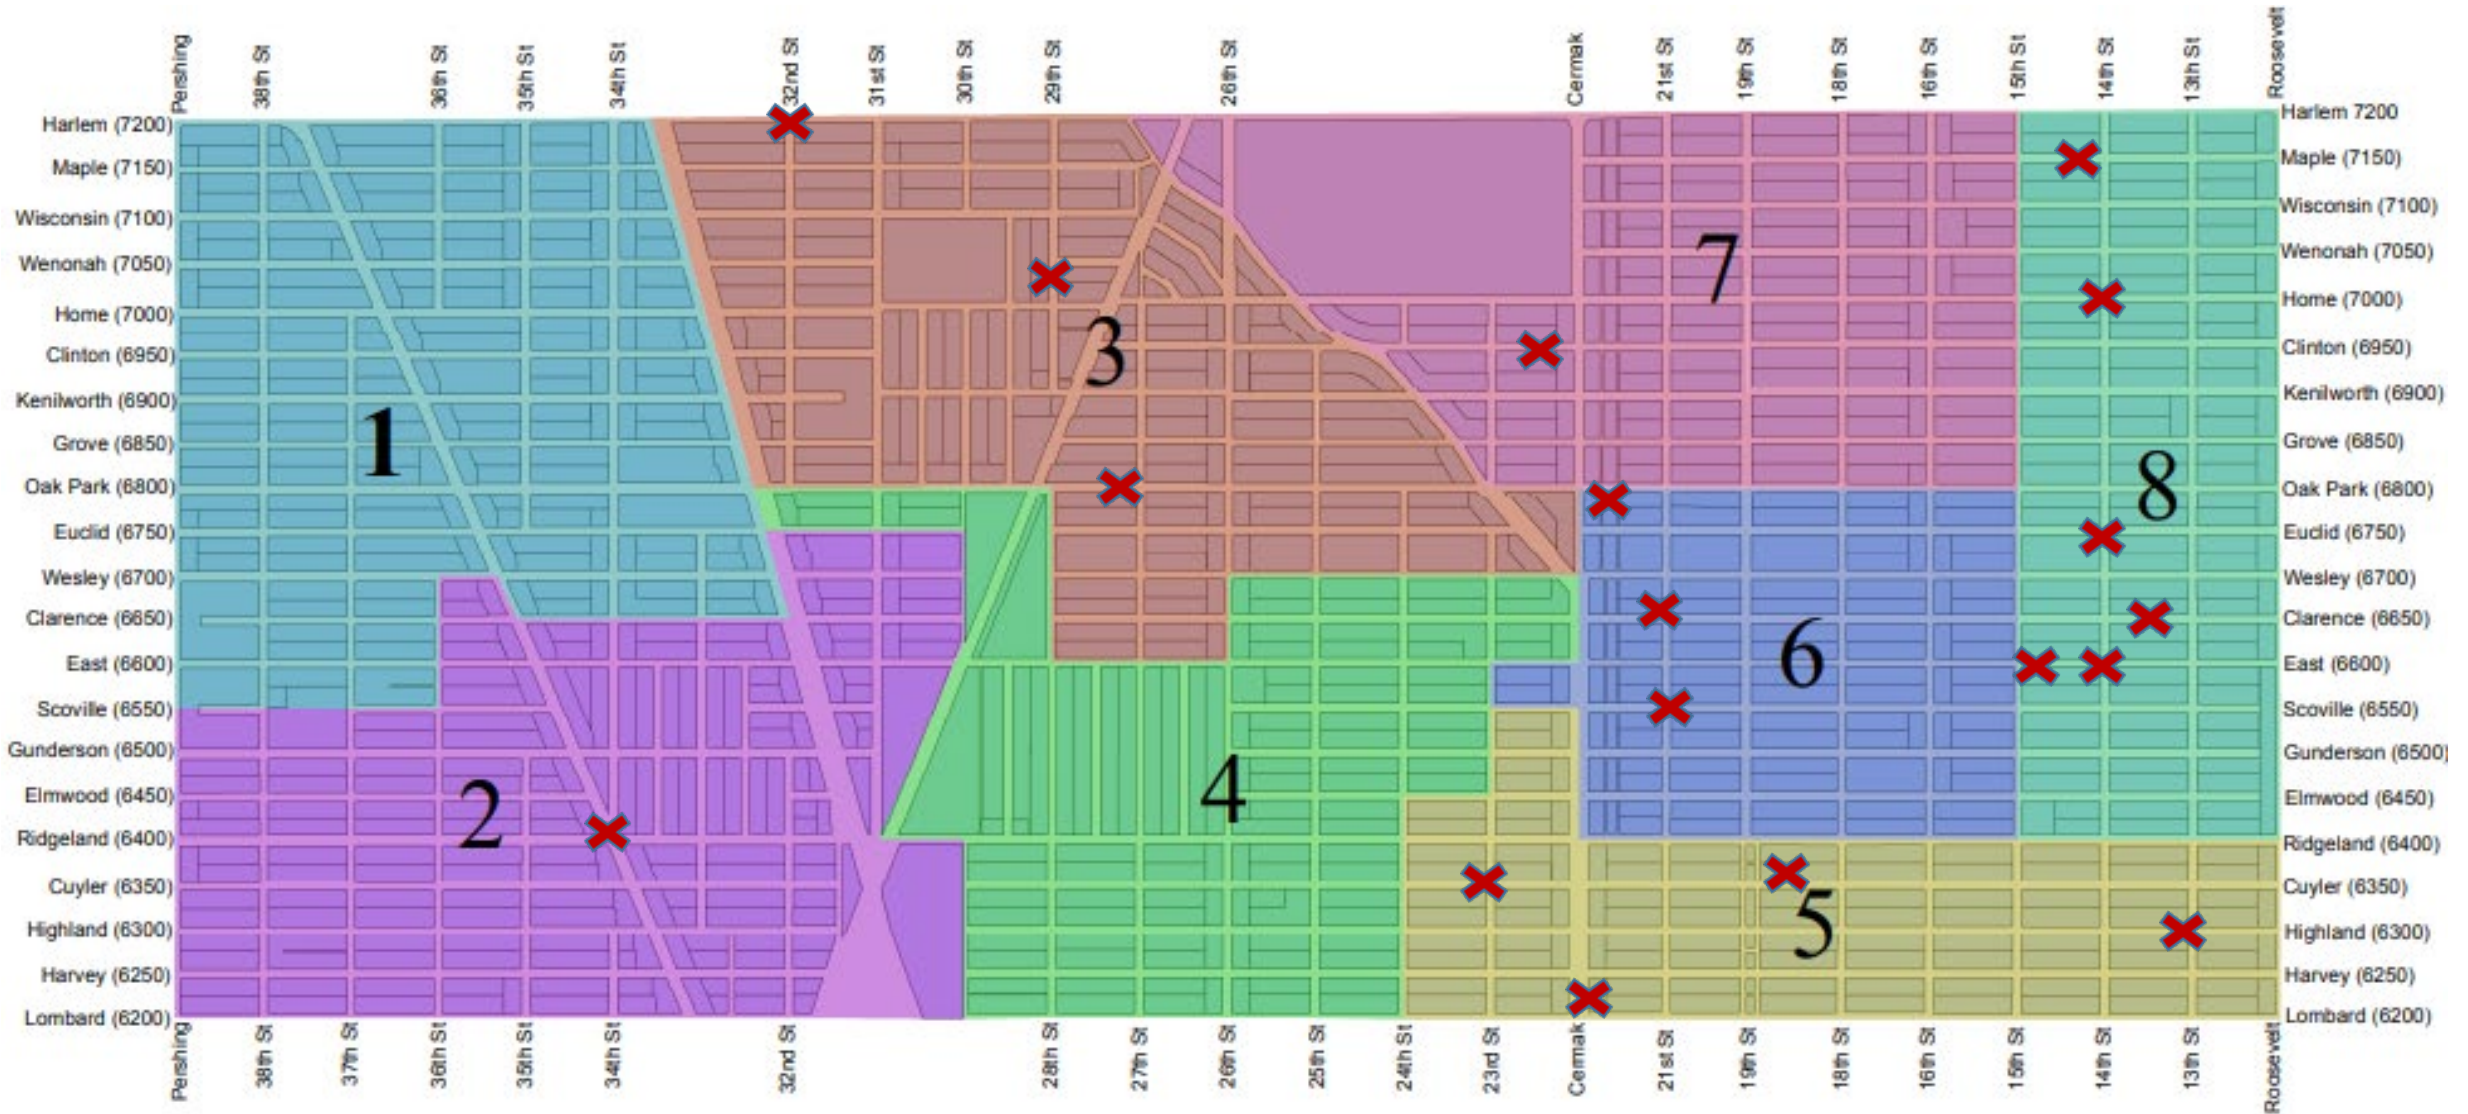 Pershing
38th St
36th St
35th St
34th St
32nd St
31st St
30th St
29th St
26th St
Cermak
21st St
19th St
18th St
16th St
15th St
14th St
13th St
Roosevelt
Harlem (7200)
Maple (7150)
Wisconsin (7100)
Wenonah (7050)
Home (7000)
Clinton (6950)
Kenilworth (6900)
Grove (6850)
Oak Park (6800)
Euclid (6750)
Wesley (6700)
Clarence (6650)
East (6600)
Scoville (6550)
Gunderson (6500)
Elmwood (6450)
Ridgeland (6400)
Cuyler (6350)
Highland (6300)
Harvey (6250)
Lombard (6200)
1
2
3
4
5
6
7
8
Harlem 7200
Maple (7150)
Wisconsin (7100)
Wenonah (7050)
Home (7000)
Clinton (6950)
Kenilworth (6900)
Grove (6850)
Oak Park (6800)
Euclid (6750)
Wesley (6700)
Clarence (6650)
East (6600)
Scoville (6550)
Gunderson (6500)
Elmwood (6450)
Ridgeland (6400)
Cuyler (6350)
Highland (6300)
Harvey (6250)
Lombard (6200)
Pershing
38th St
37th St
36th St
35th St
34th St
32nd St
28th St
27th St
26th St
25th St
24th St
23rd St
Cermak
21st St
19th St
18th St
16th St
15th St
14th St
13th St
Roosevelt